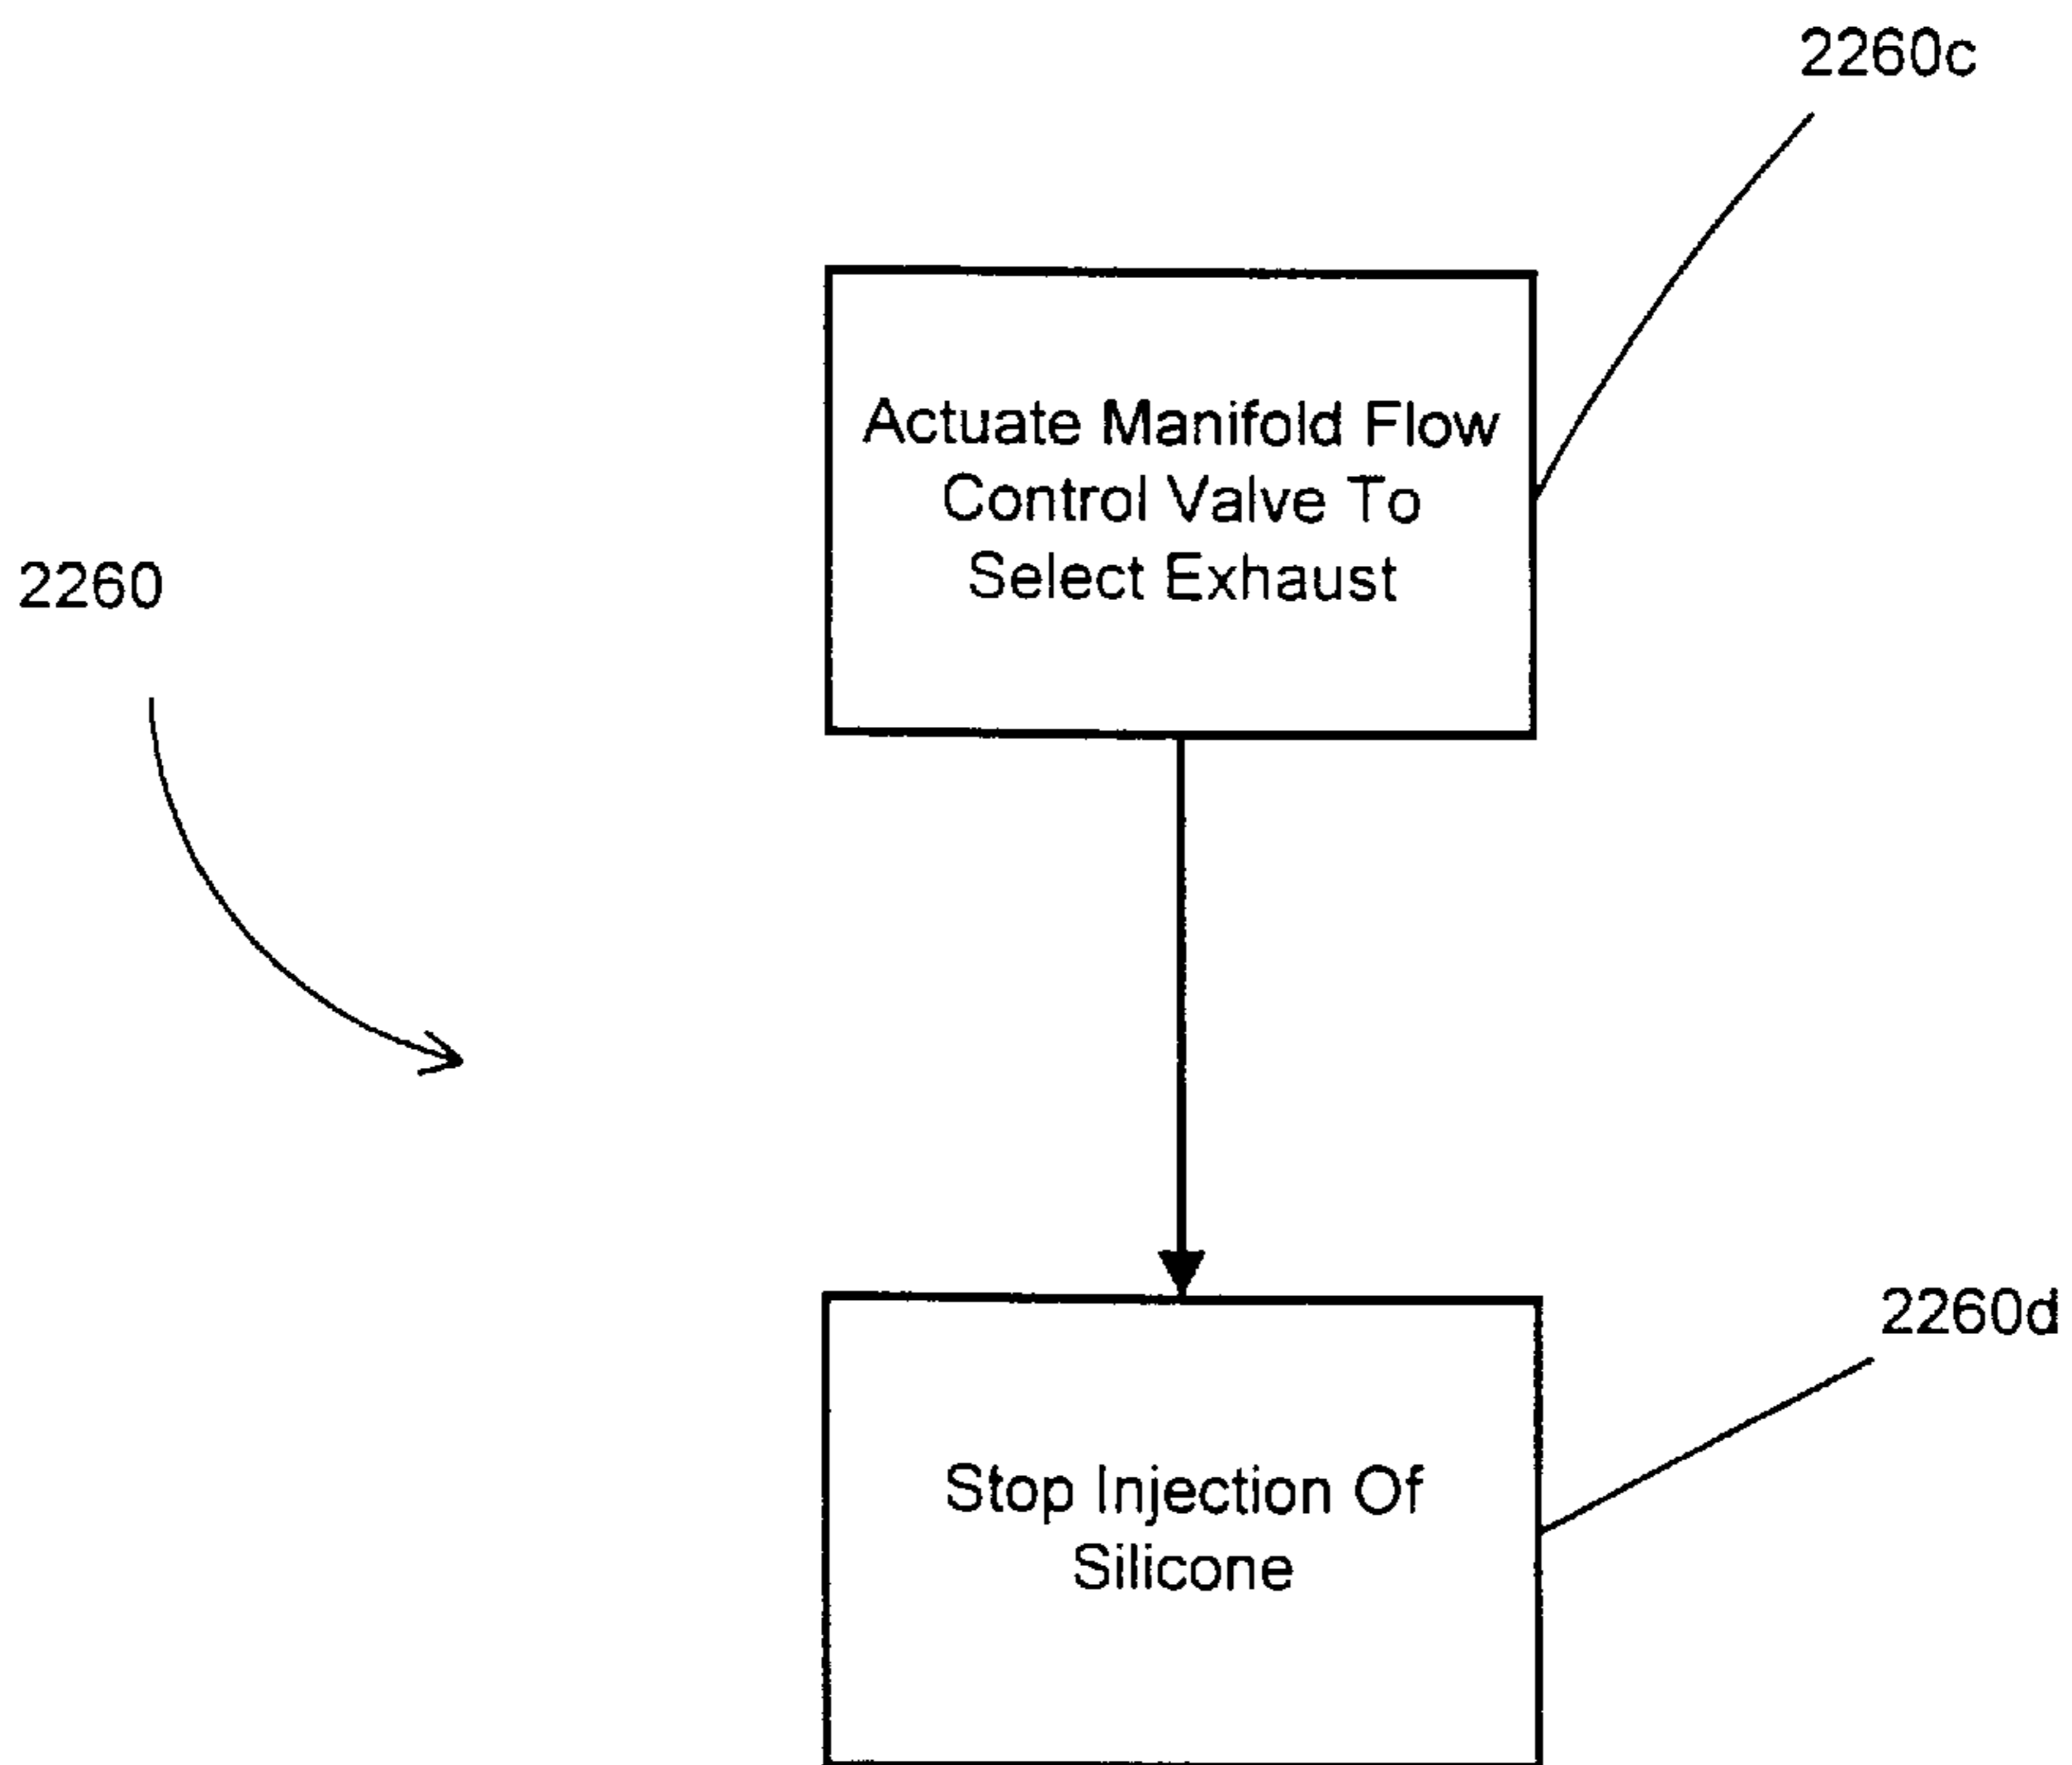 2260c
Actuate Manifold Flow
Control Valve To
Select Exhaust
2260
2260d
Stop Injection Of
Silicone